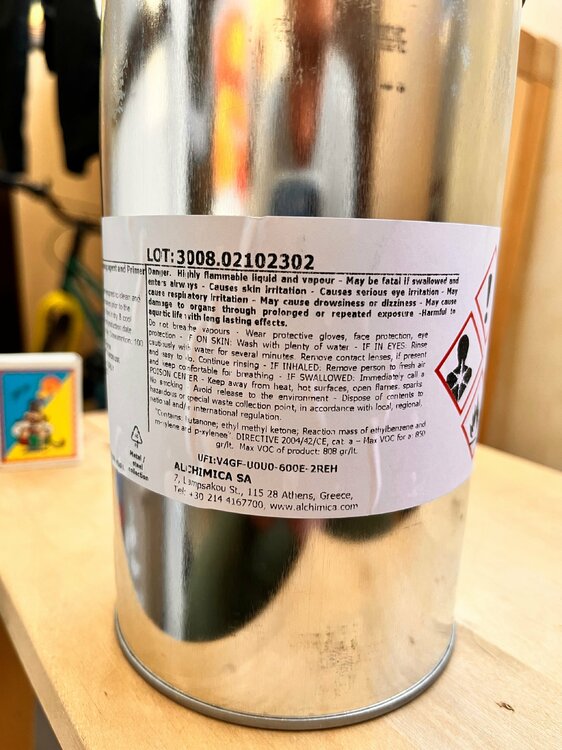 LOT:3008.02102302
ing agent and Primer
Danger. Highly flammable liquid and vapour - May be fatal if swallowed and
enters airways - Causes skin irritation - Causes serious eye irritation - May
cause respiratory irritation - May cause drowsiness or dizziness - May cause
damage to organs through prolonged or repeated exposure -Harmful to
aquatic life with long lasting effects.
Do not breathe vapours - Wear protective gloves, face protection, eye
protection - IF ON SKIN: Wash with plenty of water - IF IN EYES: Rinse
cautiously with water for several minutes. Remove contact lenses, if present
and easy to do. Continue rinsing - IF INHALED: Remove person to fresh air
and keep comfortable for breathing - IF SWALLOWED: Immediately call a
POISON CENTER - Keep away from heat, hot surfaces, open flames, sparks.
No smoking - Avoid release to the environment - Dispose of contents to
hazardous or special waste collection point, in accordance with local, regional,
national and/or international regulation.
"Contains: butanone; ethyl methyl ketone; Reaction mass of ethylbenzene and
m-xylene and p-xylene". DIRECTIVE 2004/42/CE, cat: a – Max VOC for a: 850
gr/lt. Max VOC of product: 808 gr/lt.
UFI:V4GF-U0U0-600E-2REH
Metal /
steel
collection
ALCHIMICA SA
7, Lampsakou St., 115 28 Athens, Greece,
Tel: +30 214 4167700, www.alchimica.com